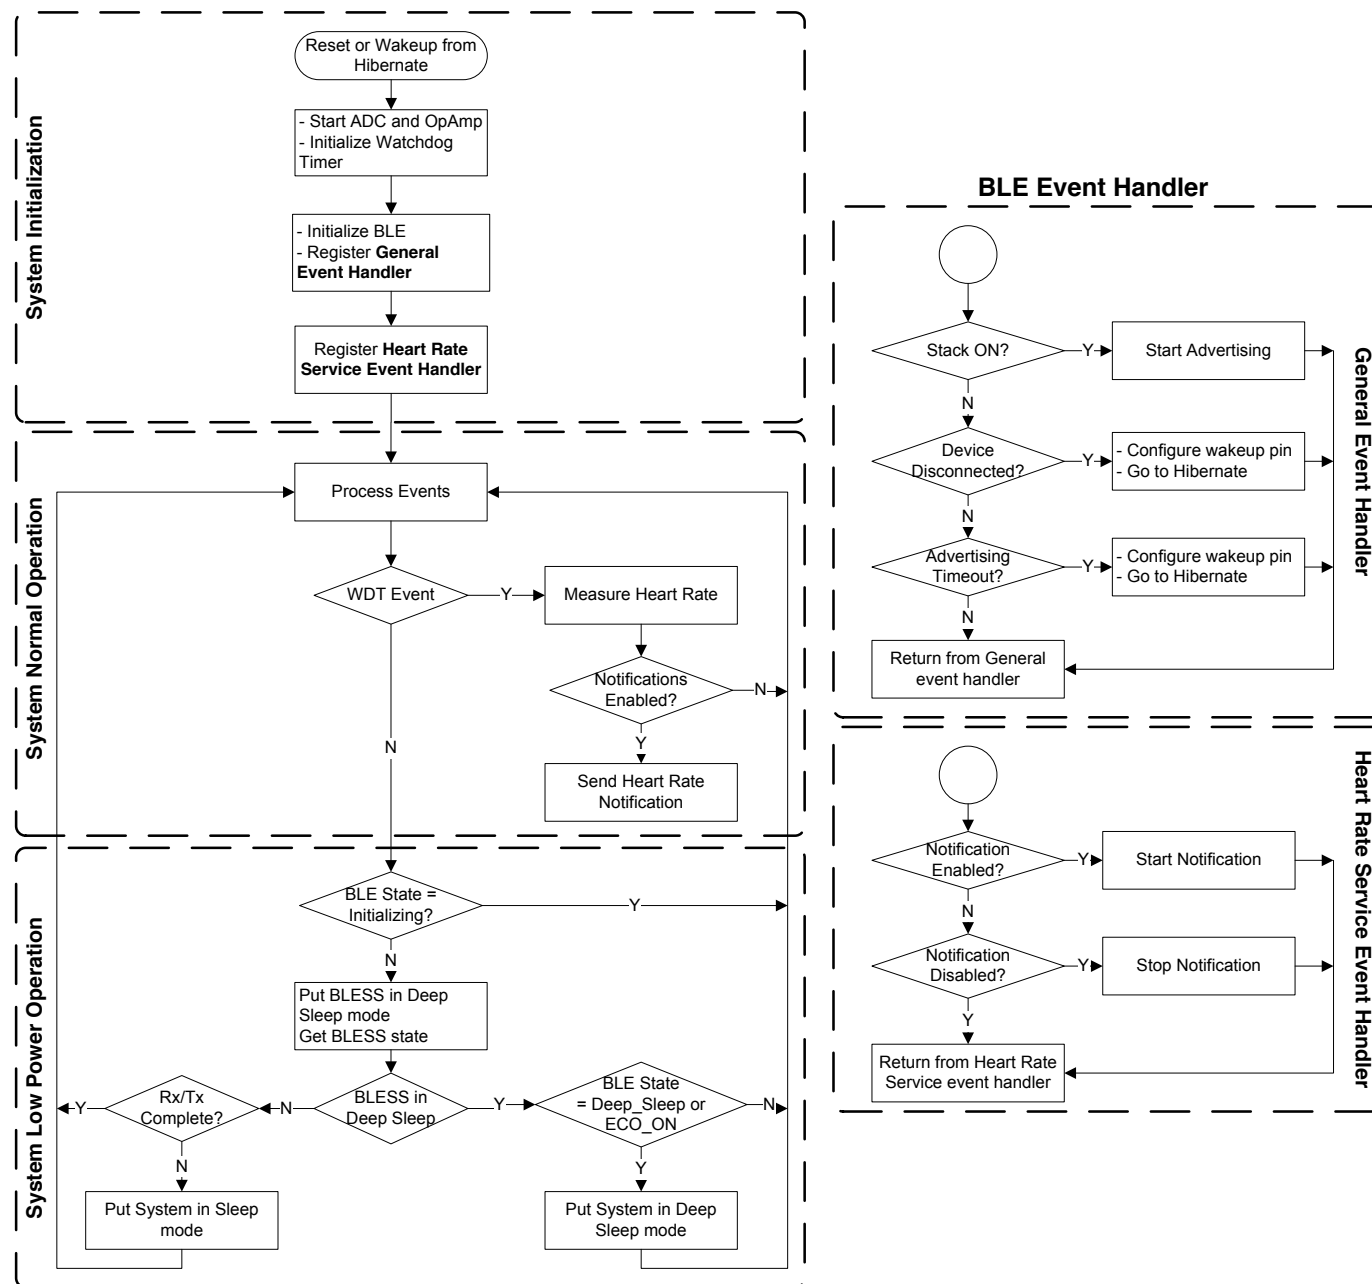 System Initialization
Reset or Wakeup from
Hibernate
- Start ADC and OpAmp
- Initialize Watchdog
Timer
- Initialize BLE
- Register General
Event Handler
Register Heart Rate
Service Event Handler
System Normal Operation
Process Events
WDT Event
Y
Measure Heart Rate
Notifications
Enabled?
N
Y
N
Send Heart Rate
Notification
System Low Power Operation
BLE State =
Initializing?
Y
N
Put BLESS in Deep
Sleep mode
Get BLESS state
BLESS in
Deep Sleep
N
Y
Rx/Tx
Complete?
Y
N
Put System in Sleep
mode
BLE State
= Deep_Sleep or
ECO_ON
N
Y
Put System in Deep
Sleep mode
BLE Event Handler
General Event Handler
Stack ON?
Y
Start Advertising
N
Device
Disconnected?
Y
- Configure wakeup pin
- Go to Hibernate
N
Advertising
Timeout?
Y
- Configure wakeup pin
- Go to Hibernate
N
Return from General
event handler
Heart Rate Service Event Handler
Notification
Enabled?
Y
Start Notification
N
Notification
Disabled?
Y
Stop Notification
Y
Return from Heart Rate
Service event handler